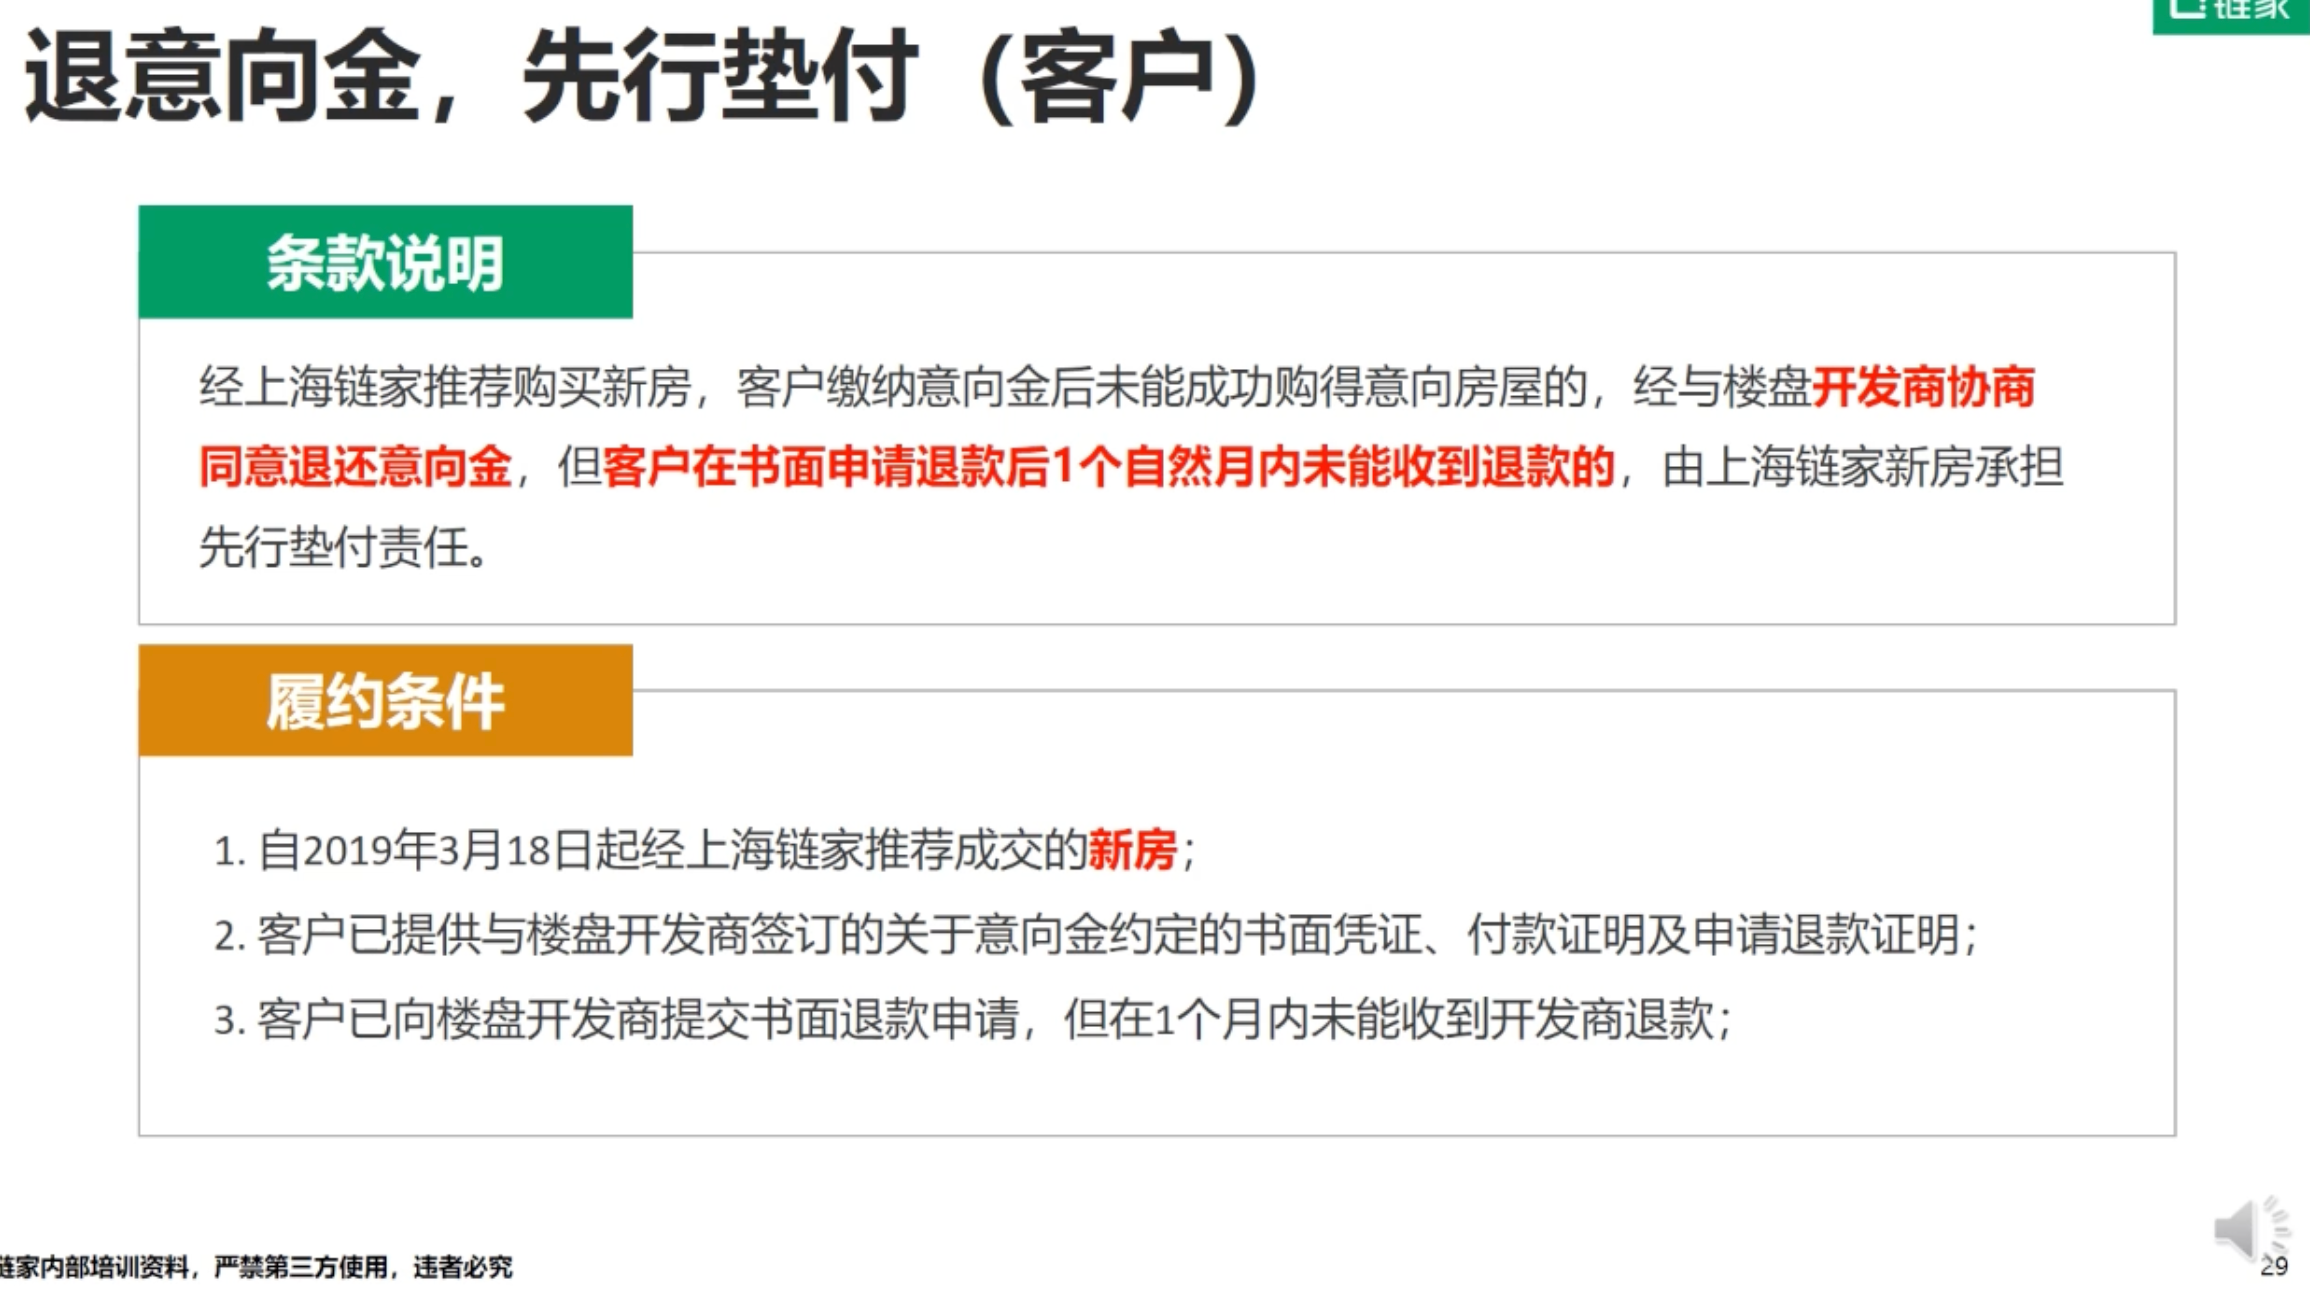 链家
退意向金，先行垫付（客户）
条款说明
经上海链家推荐购买新房，客户缴纳意向金后未能成功购得意向房屋的，经与楼盘开发商协商
同意退还意向金，但客户在书面申请退款后1个自然月内未能收到退款的，由上海链家新房承担
先行垫付责任。
履约条件
1. 自2019年3月18日起经上海链家推荐成交的新房；
2. 客户已提供与楼盘开发商签订的关于意向金约定的书面凭证、付款证明及申请退款证明；
3. 客户已向楼盘开发商提交书面退款申请，但在1个月内未能收到开发商退款；
链家内部培训资料，严禁第三方使用，违者必究
29